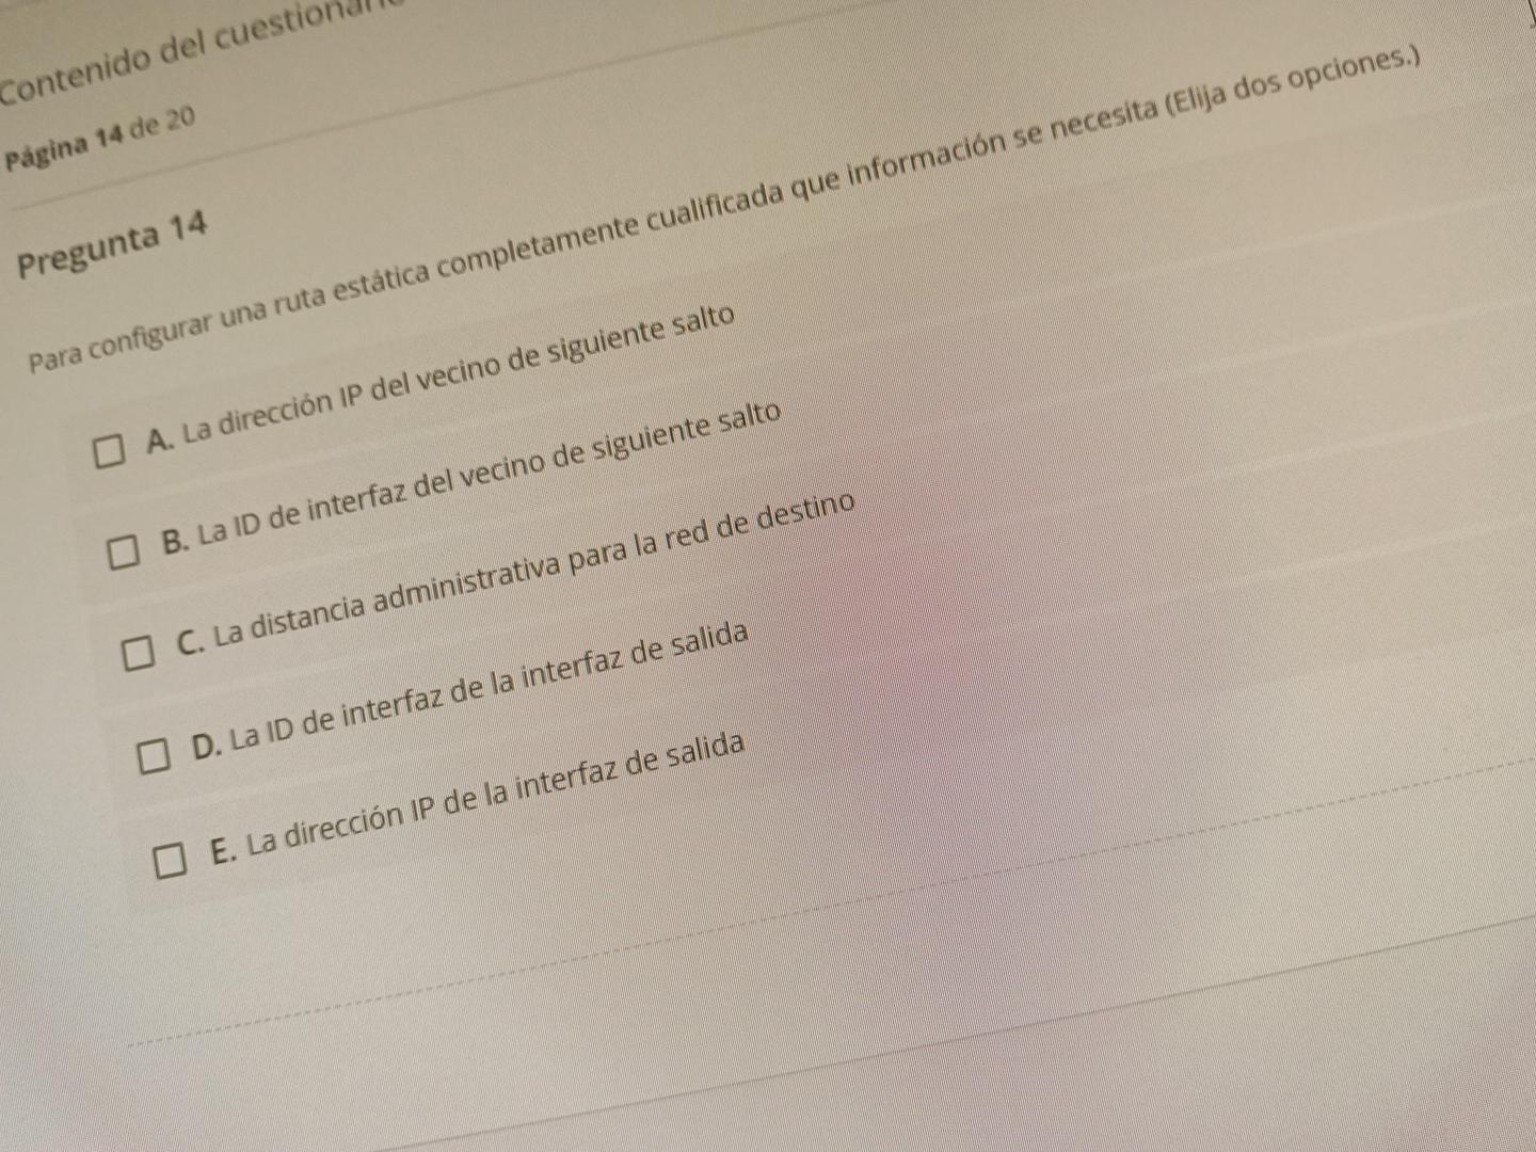 Contenido del cuestionario
Página 14 de 20
Pregunta 14
Para configurar una ruta estática completamente cualificada que información se necesita (Elija dos opciones.)
A. La dirección IP del vecino de siguiente salto
B. La ID de interfaz del vecino de siguiente salto
C. La distancia administrativa para la red de destino
D. La ID de interfaz de la interfaz de salida
E. La dirección IP de la interfaz de salida